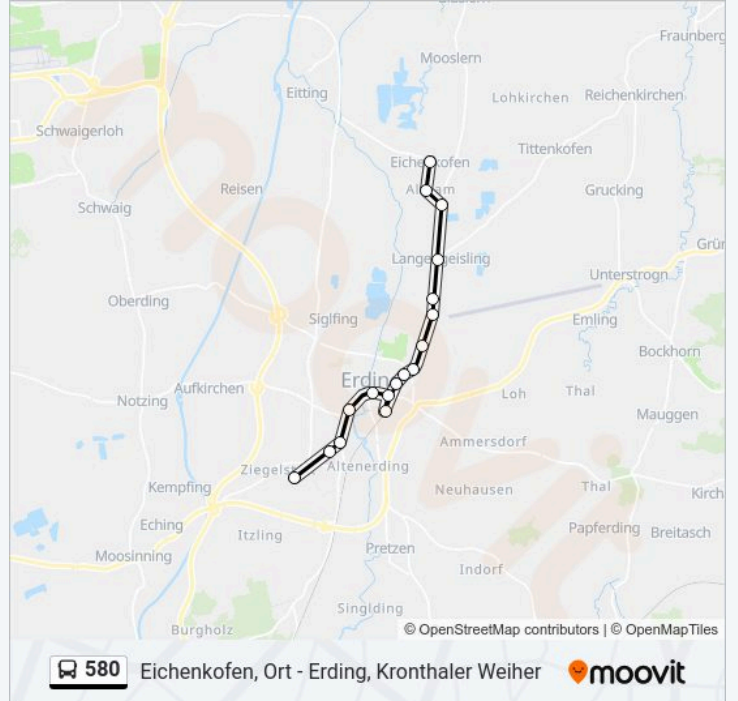 Fraunberg
Mooslern
Eitting
Lohkirchen
Reichenkirchen
Schwaigerloh
Tittenkofen
Eichenkofen
Reisen
Grucking
Schwaig
Langengeisling
Unterstrogn
Oberding
Siglfing
Emling
Bockhorn
Erding
Aufkirchen
Loh
Thal
Notzing
Mauggen
Ammersdorf
Altenerding
Kempfing
Neuhausen
Thal
Kirch
Eching
Papferding
Breitasch
Itzling
Moosinning
Pretzen
Indorf
Singlding
Burgholz
© OpenStreetMap contributors | © OpenMapTiles
580 Eichenkofen, Ort - Erding, Kronthaler Weiher moovit